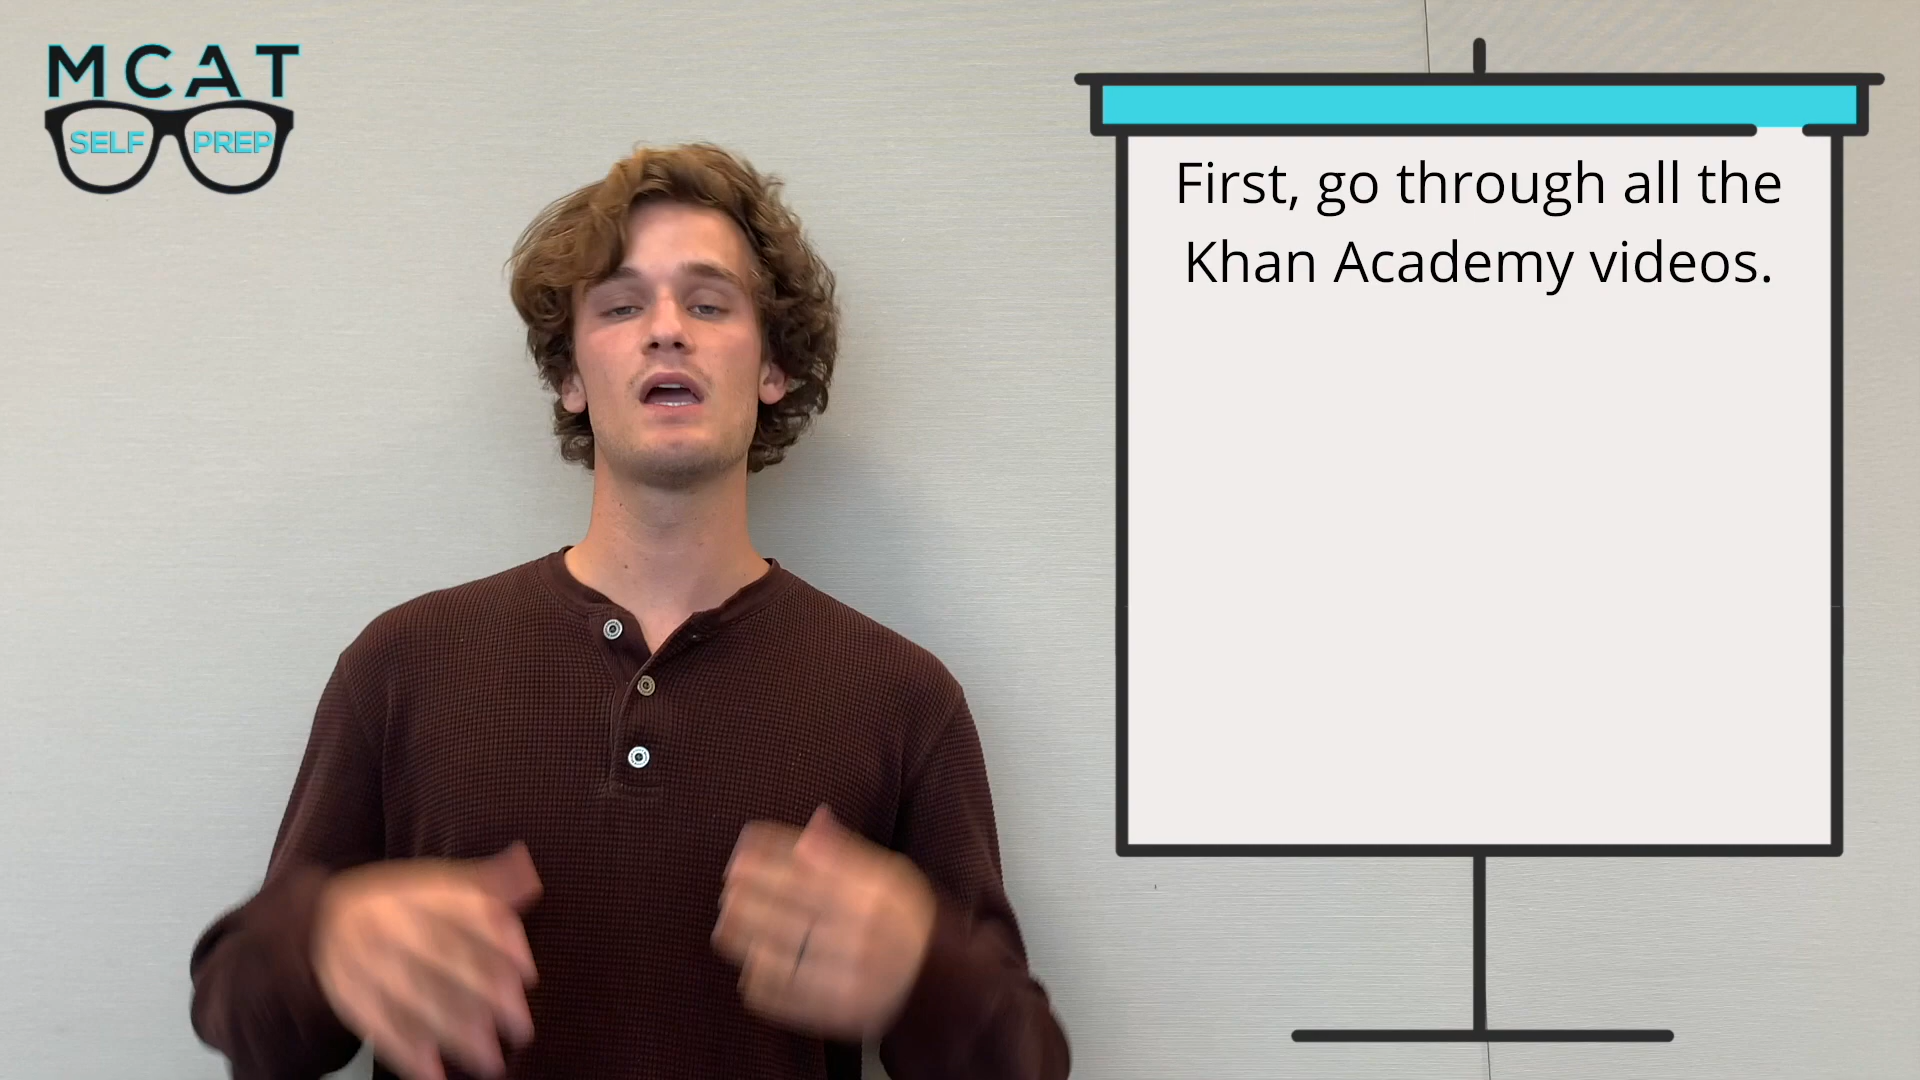 MCAT
SELF PREP
First, go through all the
Khan Academy videos.